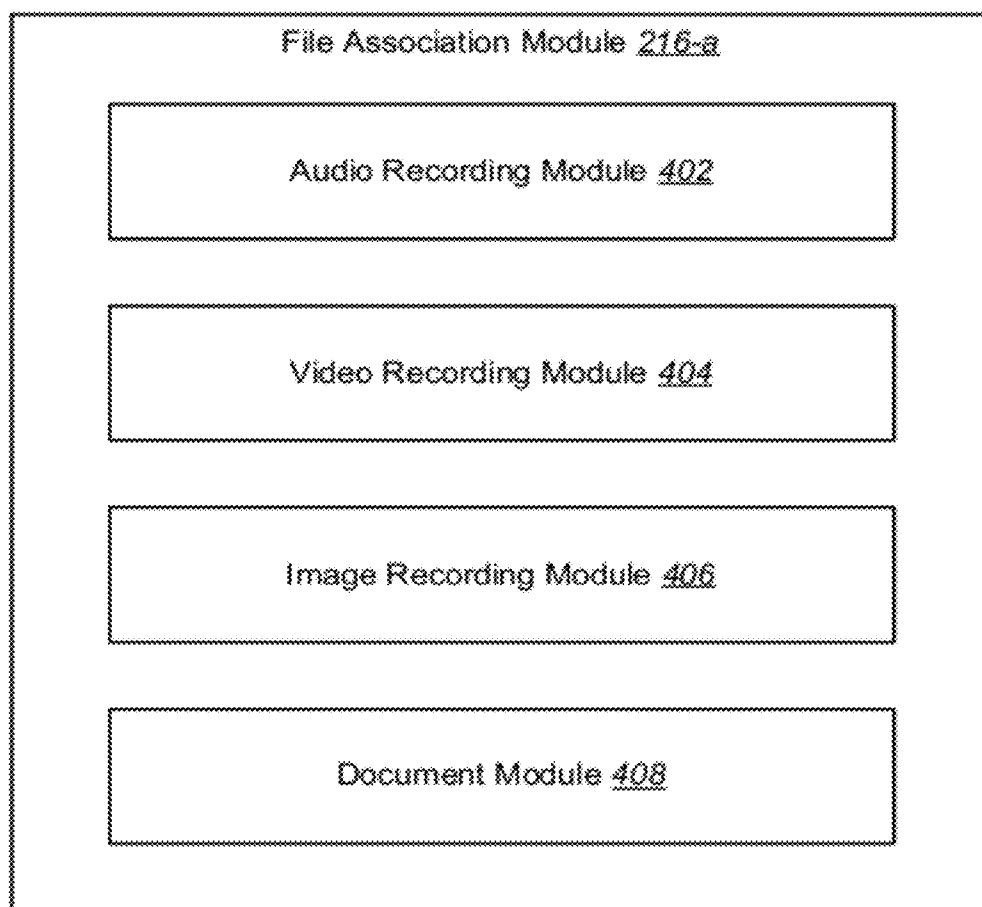 File Association Module 216-a
Audio Recording Module 402
Video Recording Module 404
Image Recording Module 406
Document Module 408